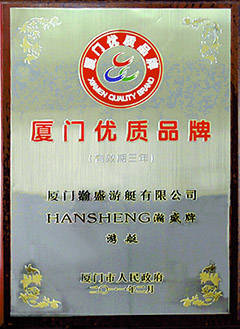 厦门优质品牌
XIAMEN QUALITY BRAND
厦门优质品牌
(有效期三年)
厦门瀚盛游艇有限公司
HANSHENG瀚盛牌
游艇
厦门市人民政府
二〇一一年二月